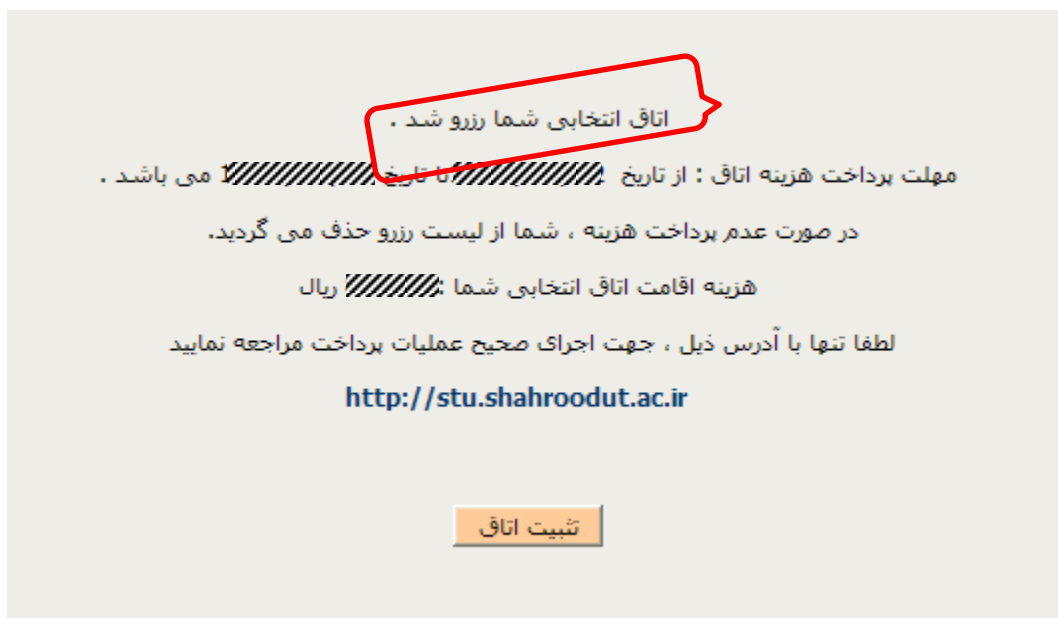 اتاق انتخابی شما رزرو شد .
مهلت پرداخت هزینه اتاق : از تاریخ تا تاریخ می باشد .
در صورت عدم پرداخت هزینه ، شما از لیست رزرو حذف می گردید.
هزینه اقامت اتاق انتخابی شما : ریال
لطفا تنها با آدرس ذیل ، جهت اجرای صحیح عملیات پرداخت مراجعه نمایید
http://stu.shahroodut.ac.ir
تثبیت اتاق